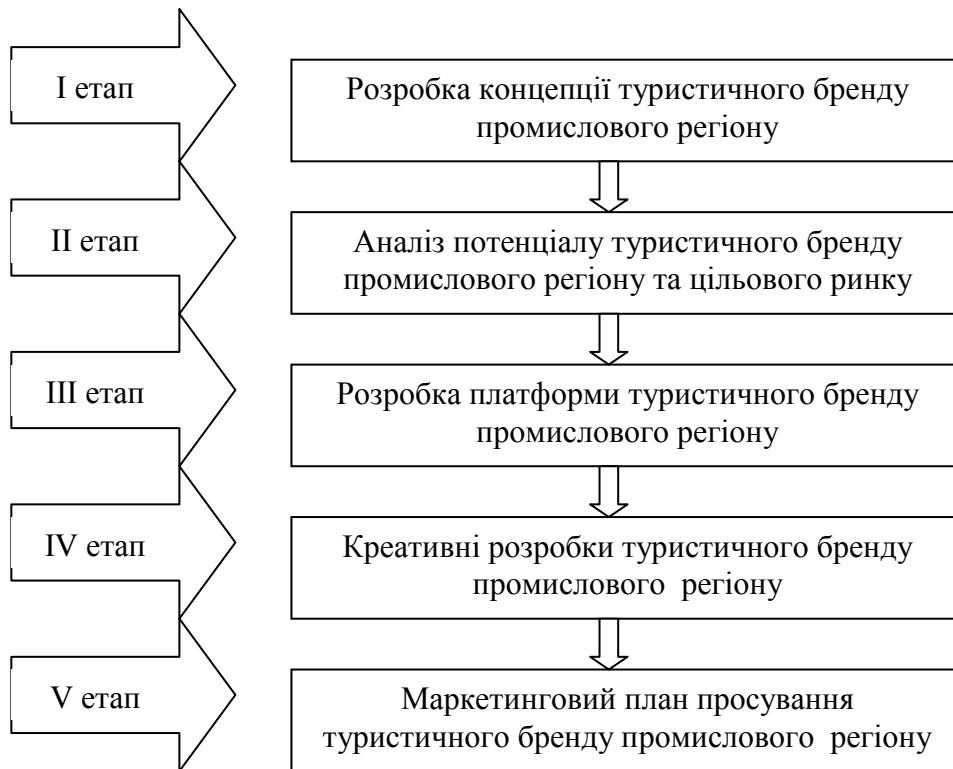 І етап
Розробка концепції туристичного бренду
промислового регіону
ІІ етап
Аналіз потенціалу туристичного бренду
промислового регіону та цільового ринку
ІІІ етап
Розробка платформи туристичного бренду
промислового регіону
IV етап
Креативні розробки туристичного бренду
промислового  регіону
V етап
Маркетинговий план просування
туристичного бренду промислового  регіону